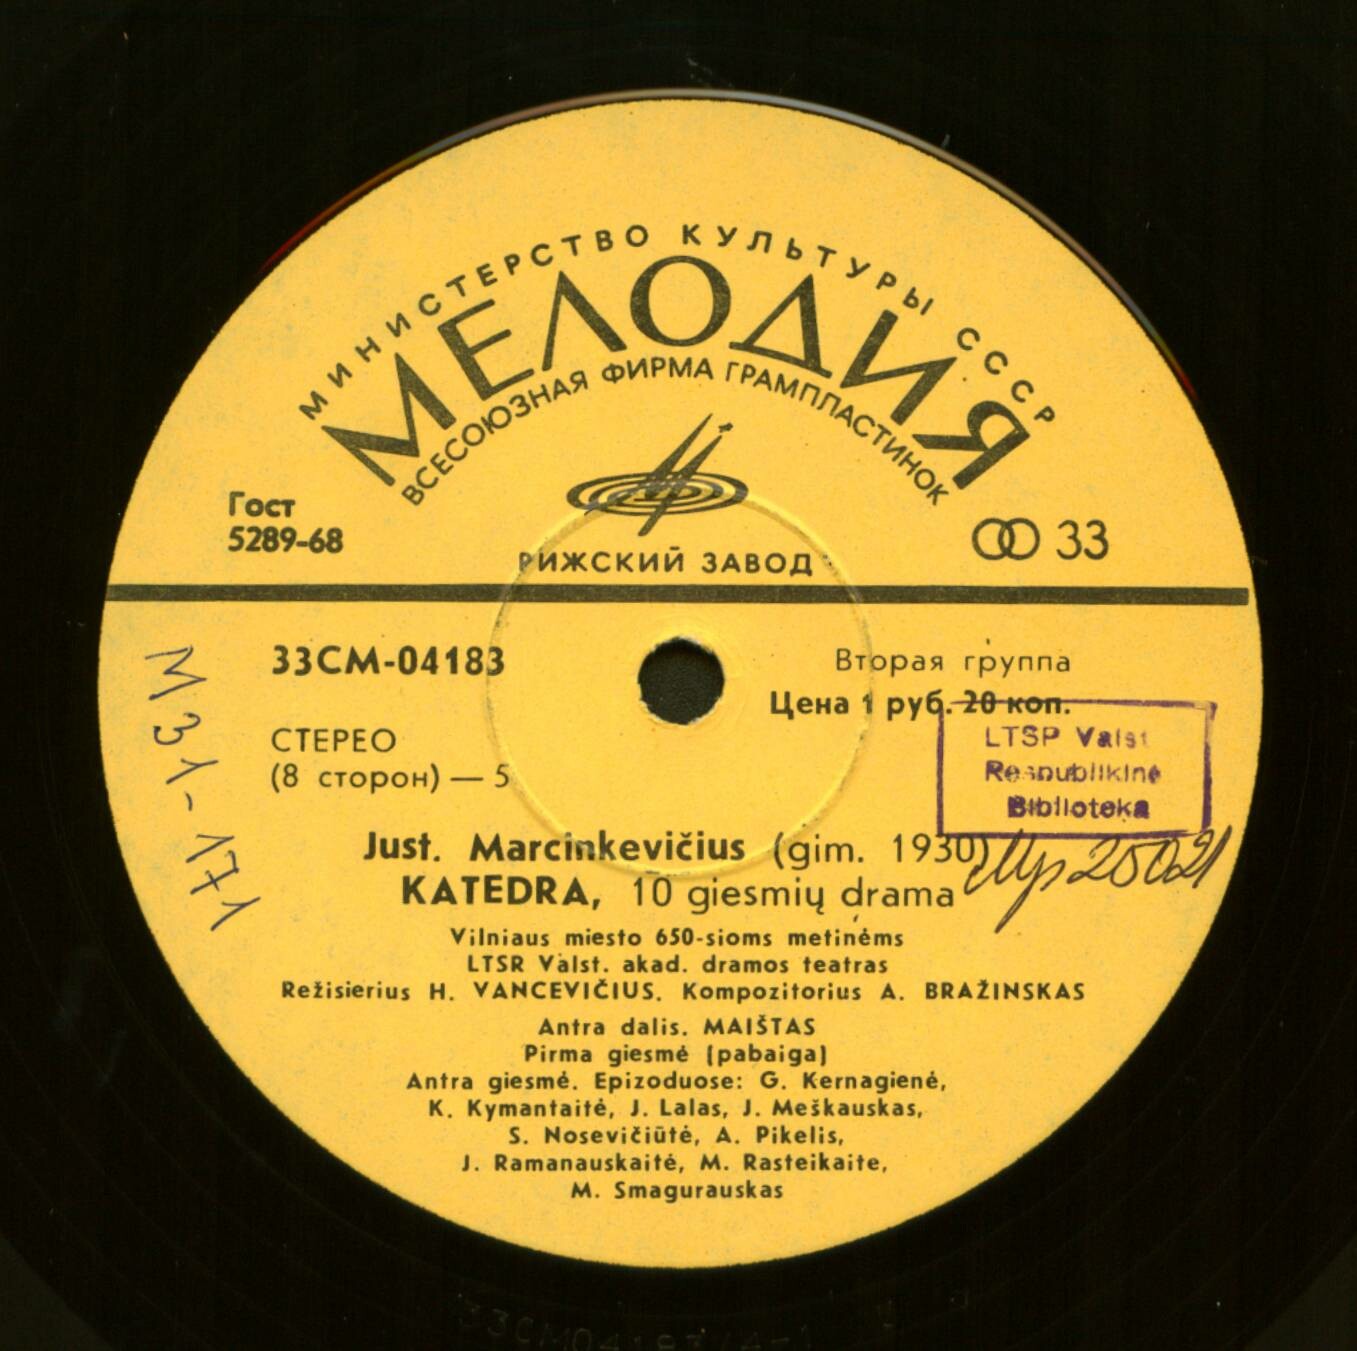 МИНИСТЕРСТВО КУЛЬТУРЫ СССР
МЕЛОДИЯ
ВСЕСОЮЗНАЯ ФИРМА ГРАМПЛАСТИНОК
Гост
5289-68
33
РИЖСКИЙ ЗАВОД
33СМ-04183
Вторая группа
Цена 1 руб. 20 коп.
СТЕРЕО
(8 сторон) — 5
LTSP Valst
Respublikinė
Biblioteka
М31-171
25021
Just. Marcinkevičius (gim. 1930)
KATEDRA, 10 giesmių drama
Vilniaus miesto 650-sioms metinėms
LTSR Valst. akad. dramos teatras
Režisierius H. VANCEVIČIUS. Kompozitorius A. BRAŽINSKAS
Antra dalis. MAIŠTAS
Pirma giesmė (pabaiga)
Antra giesmė. Epizoduose: G. Kernagienė,
K. Kymantaitė, J. Lalas, J. Meškauskas,
S. Nosevičiūtė, A. Pikelis,
J. Ramanauskaitė, M. Rasteikaite,
M. Smagurauskas